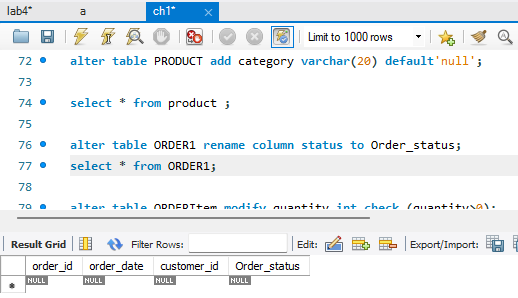 lab4* a ch1* ×
Limit to 1000 rows
72 alter table PRODUCT add category varchar(20) default'null';
73
74 select * from product ;
75
76 alter table ORDER1 rename column status to Order_status;
77 select * from ORDER1;
78
79 alter table ORDERItem modify quantity int check (quantity>0);
Result Grid Filter Rows: Edit: Export/Import:
order_id order_date customer_id Order_status
* NULL NULL NULL NULL